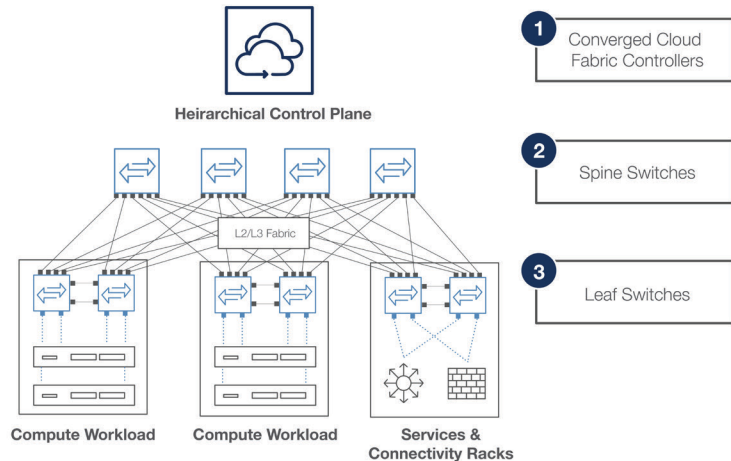 Heirarchical Control Plane
L2/L3 Fabric
Compute Workload
Compute Workload
Services &
Connectivity Racks
1
Converged Cloud
Fabric Controllers
2
Spine Switches
3
Leaf Switches